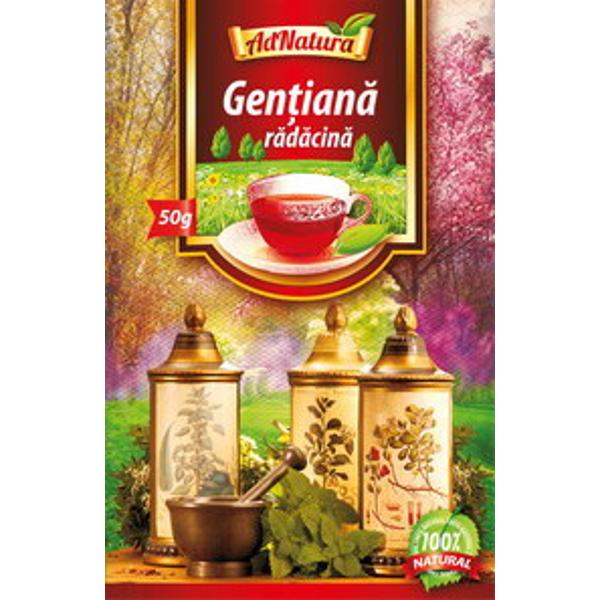 AdNatura
Gențiană
rădăcină
50g
100%
NATURAL